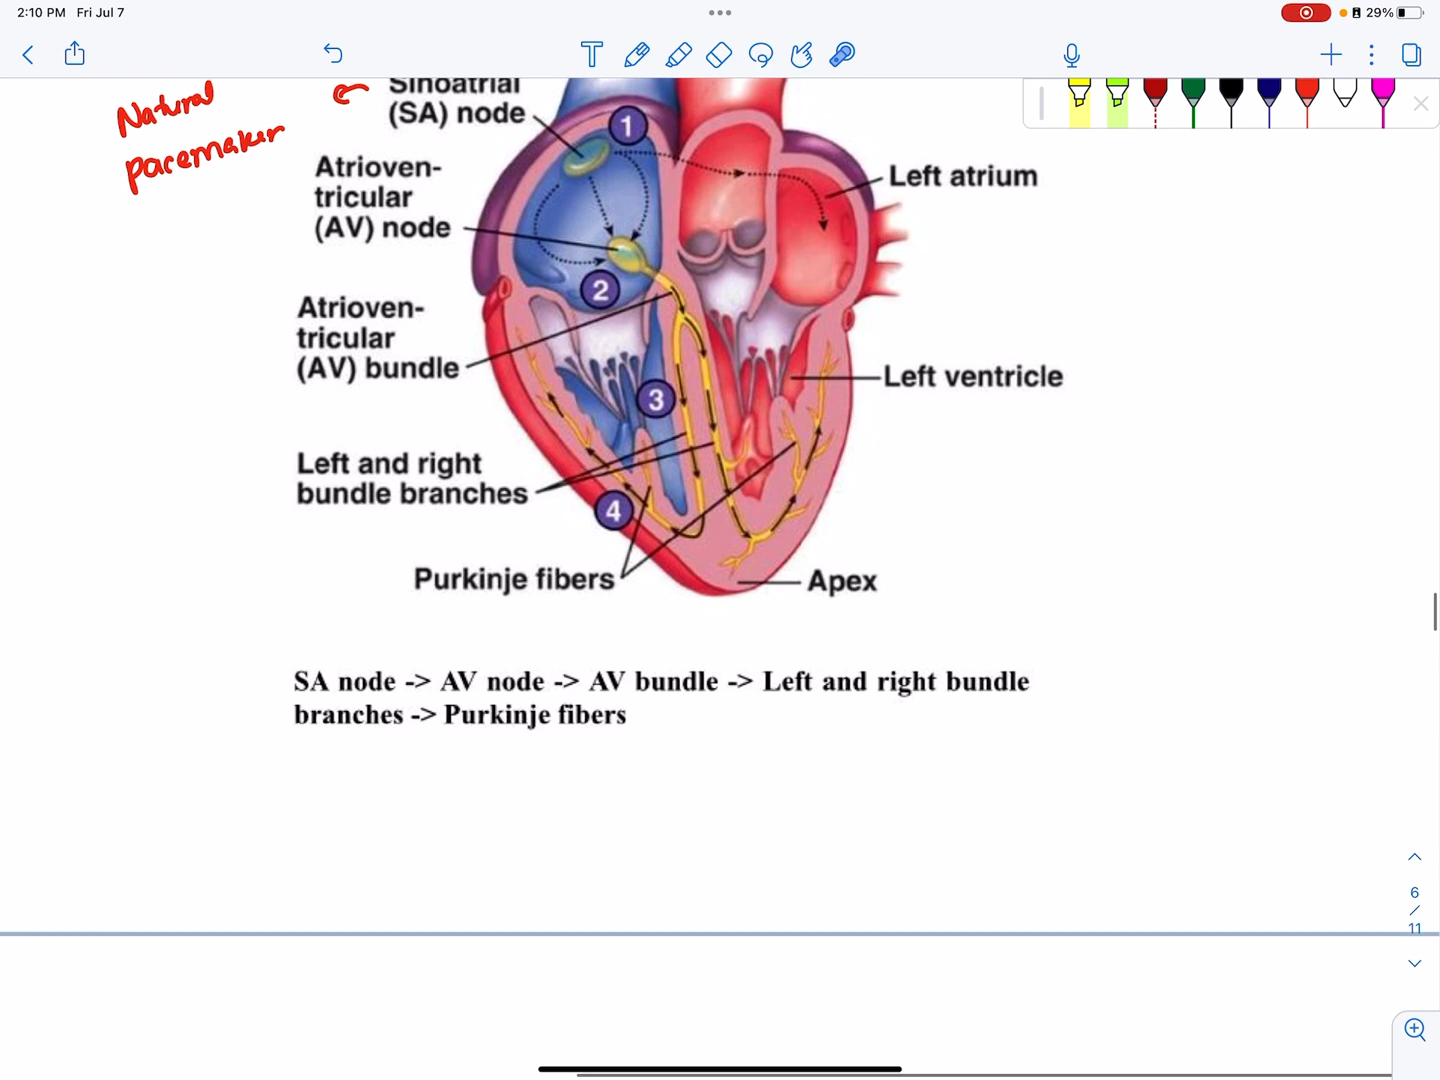 2:10 PM Fri Jul 7
29%
Natural
pacemaker
Sinoatrial
(SA) node
1
Atrioven-
tricular
(AV) node
Left atrium
2
Atrioven-
tricular
(AV) bundle
Left ventricle
3
Left and right
bundle branches
4
Purkinje fibers
Apex
SA node -> AV node -> AV bundle -> Left and right bundle
branches -> Purkinje fibers
6
/
11